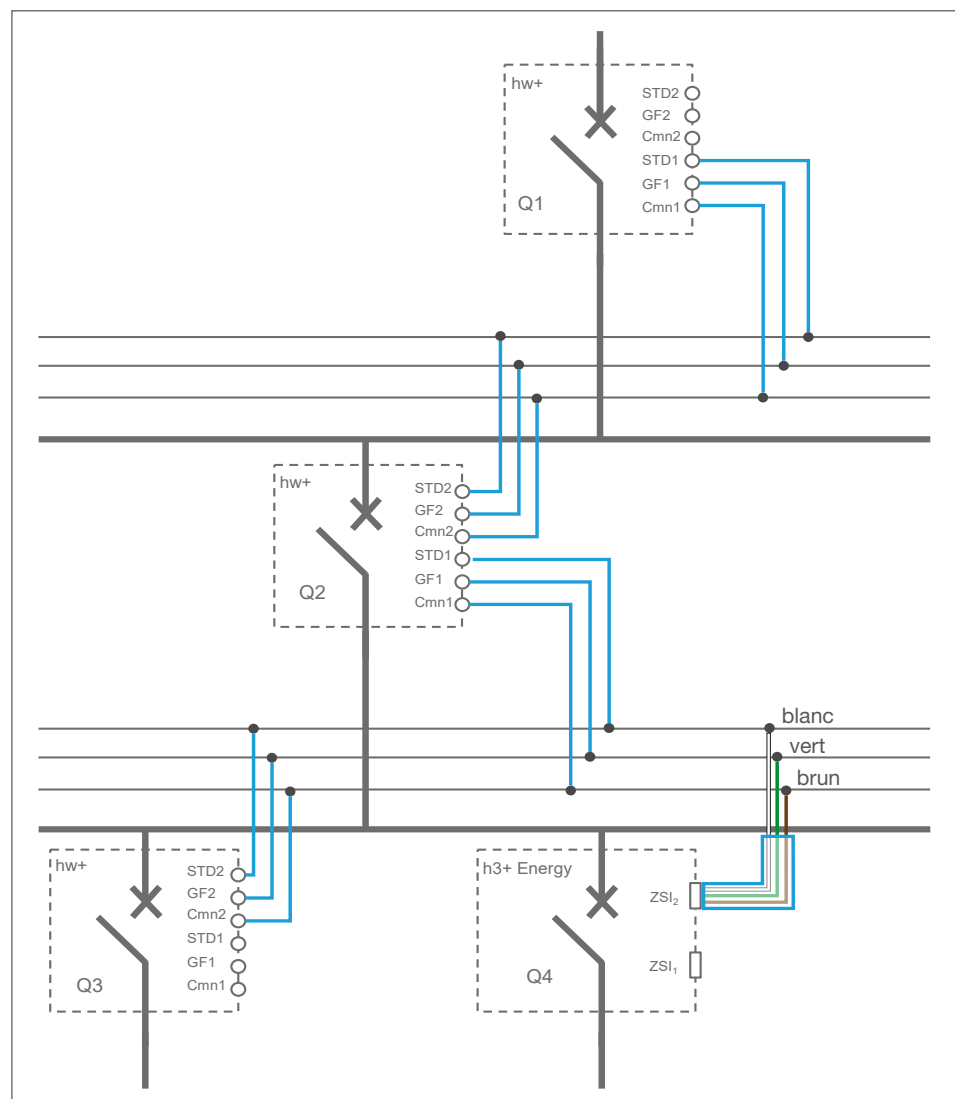 hw+
STD2
GF2
Cmn2
STD1
GF1
Cmn1
Q1
hw+
STD2
GF2
Cmn2
STD1
GF1
Cmn1
Q2
blanc
vert
brun
hw+
STD2
GF2
Cmn2
STD1
GF1
Cmn1
Q3
h3+ Energy
ZSI₂
ZSI₁
Q4